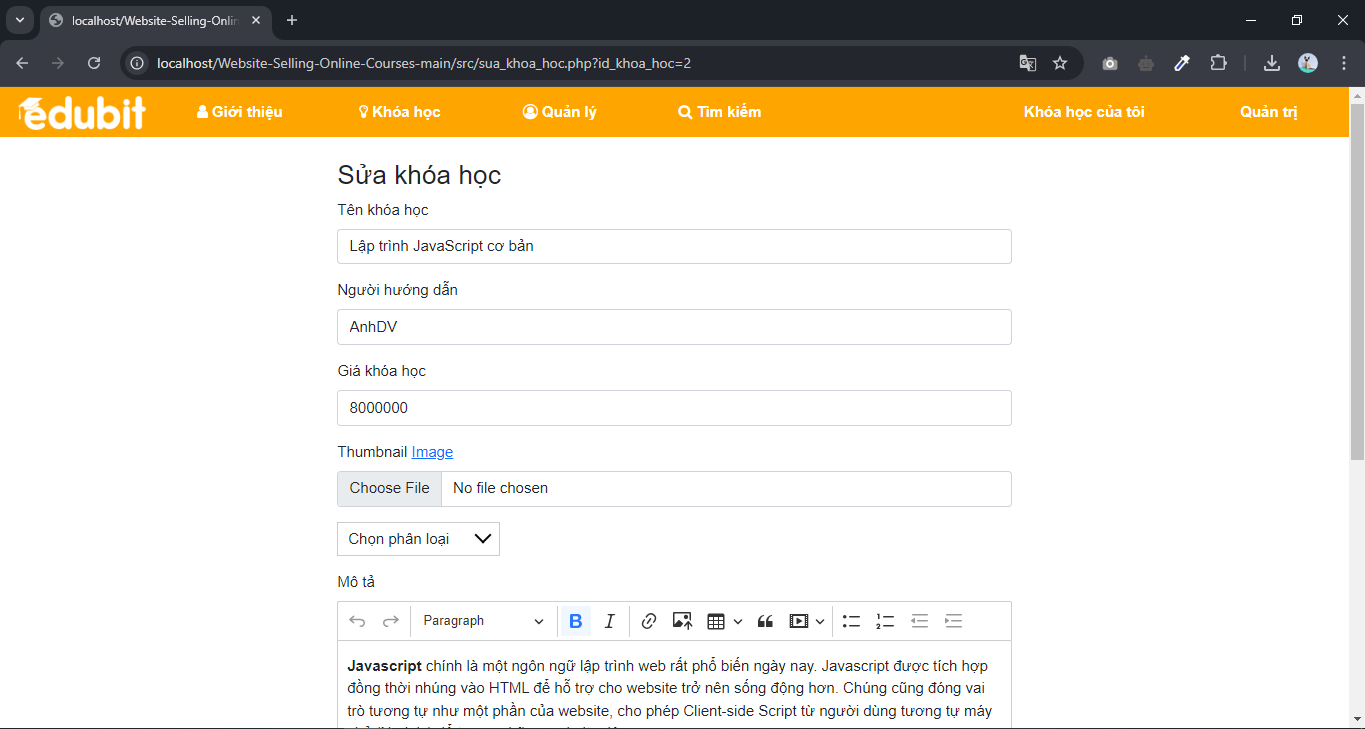 localhost/Website-Selling-Onlin
localhost/Website-Selling-Online-Courses-main/src/sua_khoa_hoc.php?id_khoa_hoc=2
edubit Giới thiệu Khóa học Quản lý Tìm kiếm Khóa học của tôi Quản trị
Sửa khóa học
Tên khóa học
Lập trình JavaScript cơ bản
Người hướng dẫn
AnhDV
Giá khóa học
8000000
Thumbnail Image
Choose File No file chosen
Chọn phân loại
Mô tả
Paragraph B I
Javascript chính là một ngôn ngữ lập trình web rất phổ biến ngày nay. Javascript được tích hợp
đồng thời nhúng vào HTML để hỗ trợ cho website trở nên sống động hơn. Chúng cũng đóng vai
trò tương tự như một phần của website, cho phép Client-side Script từ người dùng tương tự máy